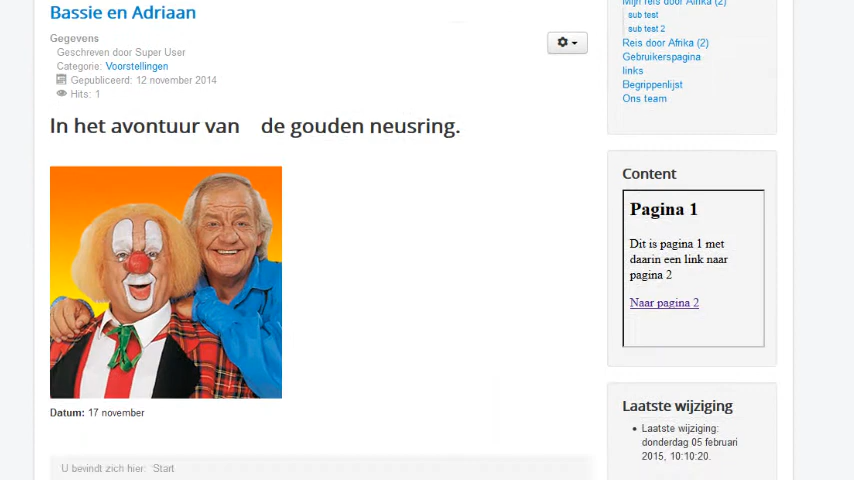 Bassie en Adriaan
Gegevens
Geschreven door Super User
Categorie: Voorstellingen
Gepubliceerd: 12 november 2014
Hits: 1
In het avontuur van de gouden neusring.
Datum: 17 november
U bevindt zich hier: Start
Mijn reis door Afrika (2)
sub test
sub test 2
Reis door Afrika (2)
Gebruikerspagina
links
Begrippenlijst
Ons team
Content
Pagina 1
Dit is pagina 1 met
daarin een link naar
pagina 2
Naar pagina 2
Laatste wijziging
Laatste wijziging:
donderdag 05 februari
2015, 10:10:20.